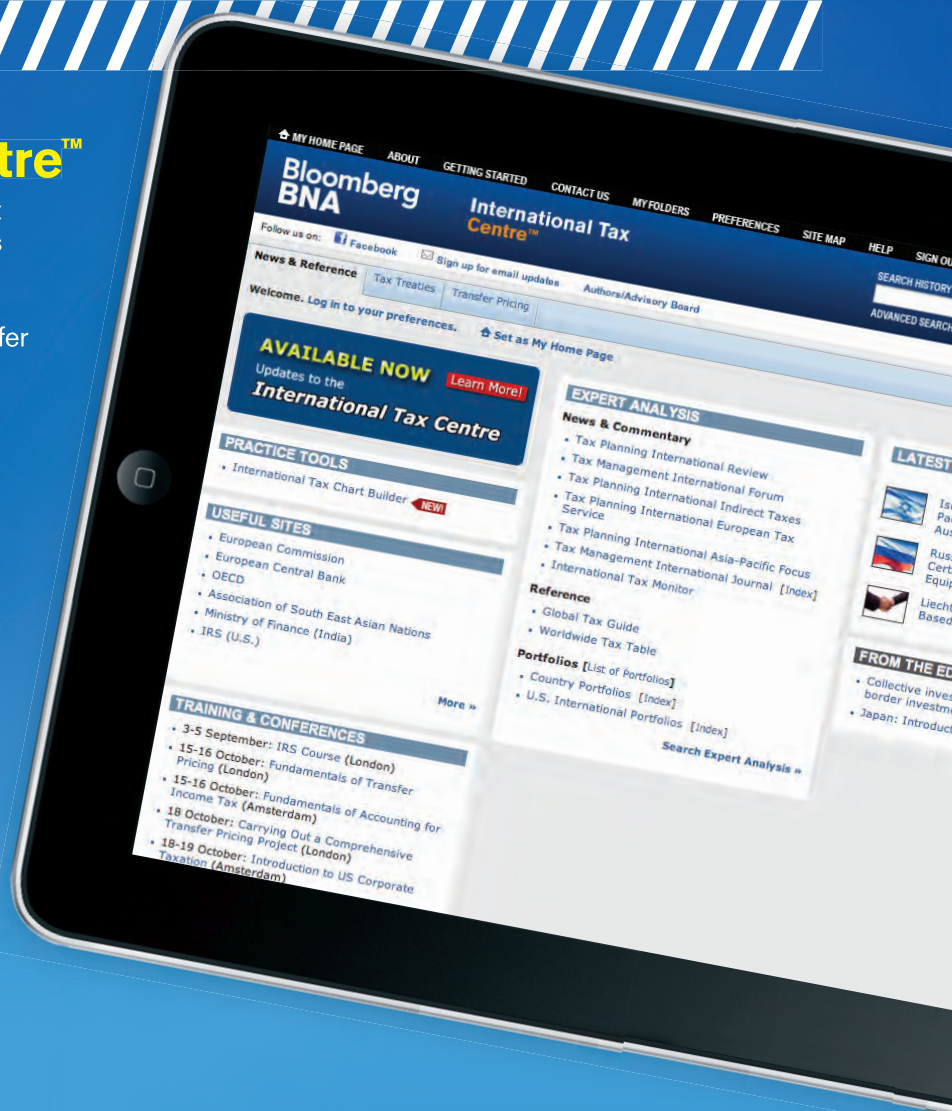 tre™
fer
MY HOME PAGE ABOUT GETTING STARTED CONTACT US MY FOLDERS PREFERENCES SITE MAP HELP SIGN OU
Bloomberg
BNA
International Tax
Centre™
SEARCH HISTORY
ADVANCED SEARCH
Follow us on: Facebook Sign up for email updates Authors/Advisory Board
News & Reference Tax Treaties Transfer Pricing
Welcome. Log in to your preferences. Set as My Home Page
AVAILABLE NOW Learn More!
Updates to the
International Tax Centre
PRACTICE TOOLS
• International Tax Chart Builder NEW!
USEFUL SITES
• European Commission
• European Central Bank
• OECD
• Association of South East Asian Nations
• Ministry of Finance (India)
• IRS (U.S.)
More »
TRAINING & CONFERENCES
• 3-5 September: IRS Course (London)
• 15-16 October: Fundamentals of Transfer
Pricing (London)
• 15-16 October: Fundamentals of Accounting for
Income Tax (Amsterdam)
• 18 October: Carrying Out a Comprehensive
Transfer Pricing Project (London)
• 18-19 October: Introduction to US Corporate
Taxation (Amsterdam)
EXPERT ANALYSIS
News & Commentary
• Tax Planning International Review
• Tax Management International Forum
• Tax Planning International Indirect Taxes
• Tax Planning International European Tax
Service
• Tax Planning International Asia-Pacific Focus
• Tax Management International Journal [Index]
• International Tax Monitor
Reference
• Global Tax Guide
• Worldwide Tax Table
Portfolios [List of Portfolios]
• Country Portfolios [Index]
• U.S. International Portfolios [Index]
Search Expert Analysis »
LATEST
Isr
Pa
Aus
Russ
Cert
Equip
Liecht
Based
FROM THE ED
• Collective inves
border investm
• Japan: Introduct